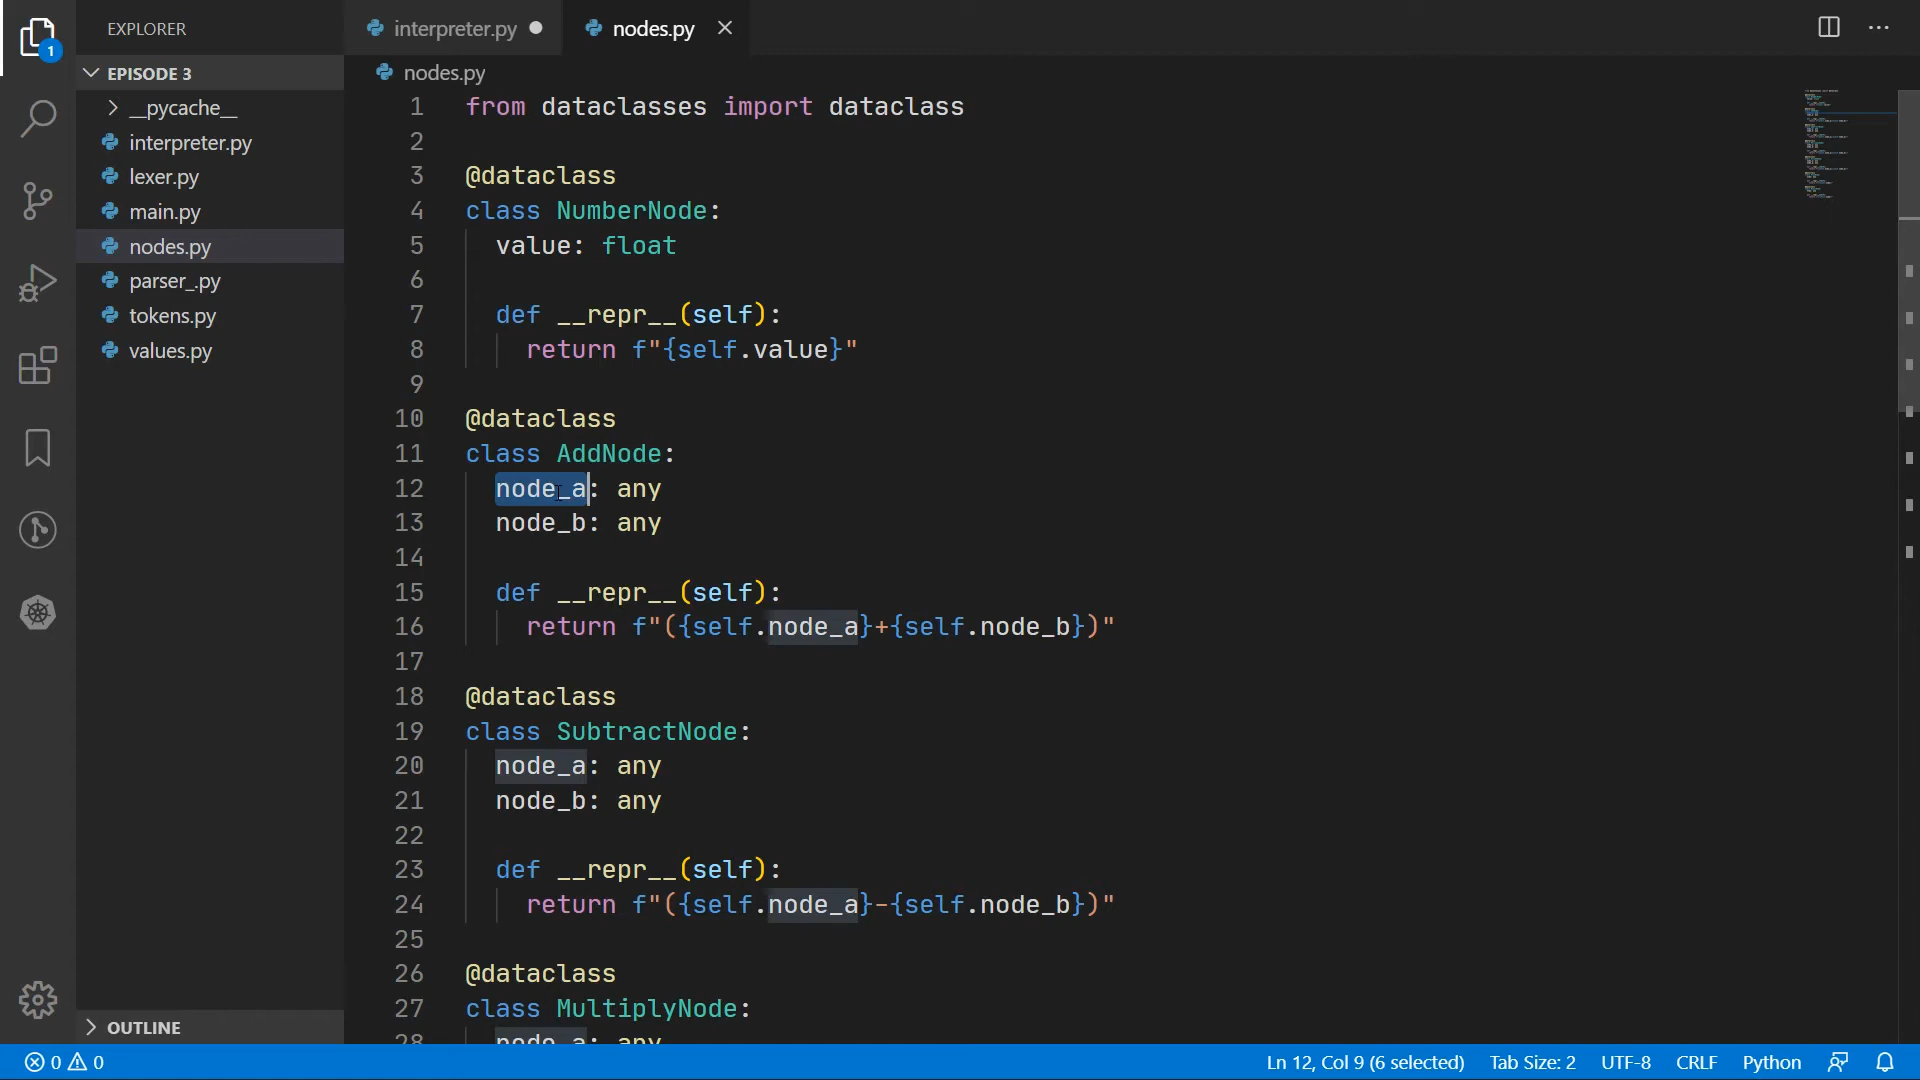 EXPLORER
interpreter.py
nodes.py
1
EPISODE 3
nodes.py
__pycache__
interpreter.py
lexer.py
main.py
nodes.py
parser_.py
tokens.py
values.py
1 from dataclasses import dataclass
2
3 @dataclass
4 class NumberNode:
5 value: float
6
7 def __repr__(self):
8 return f"{self.value}"
9
10 @dataclass
11 class AddNode:
12 node_a: any
13 node_b: any
14
15 def __repr__(self):
16 return f"({self.node_a}+{self.node_b})"
17
18 @dataclass
19 class SubtractNode:
20 node_a: any
21 node_b: any
22
23 def __repr__(self):
24 return f"({self.node_a}-{self.node_b})"
25
26 @dataclass
27 class MultiplyNode:
28 node_a: any
OUTLINE
0 0
Ln 12, Col 9 (6 selected) Tab Size: 2 UTF-8 CRLF Python